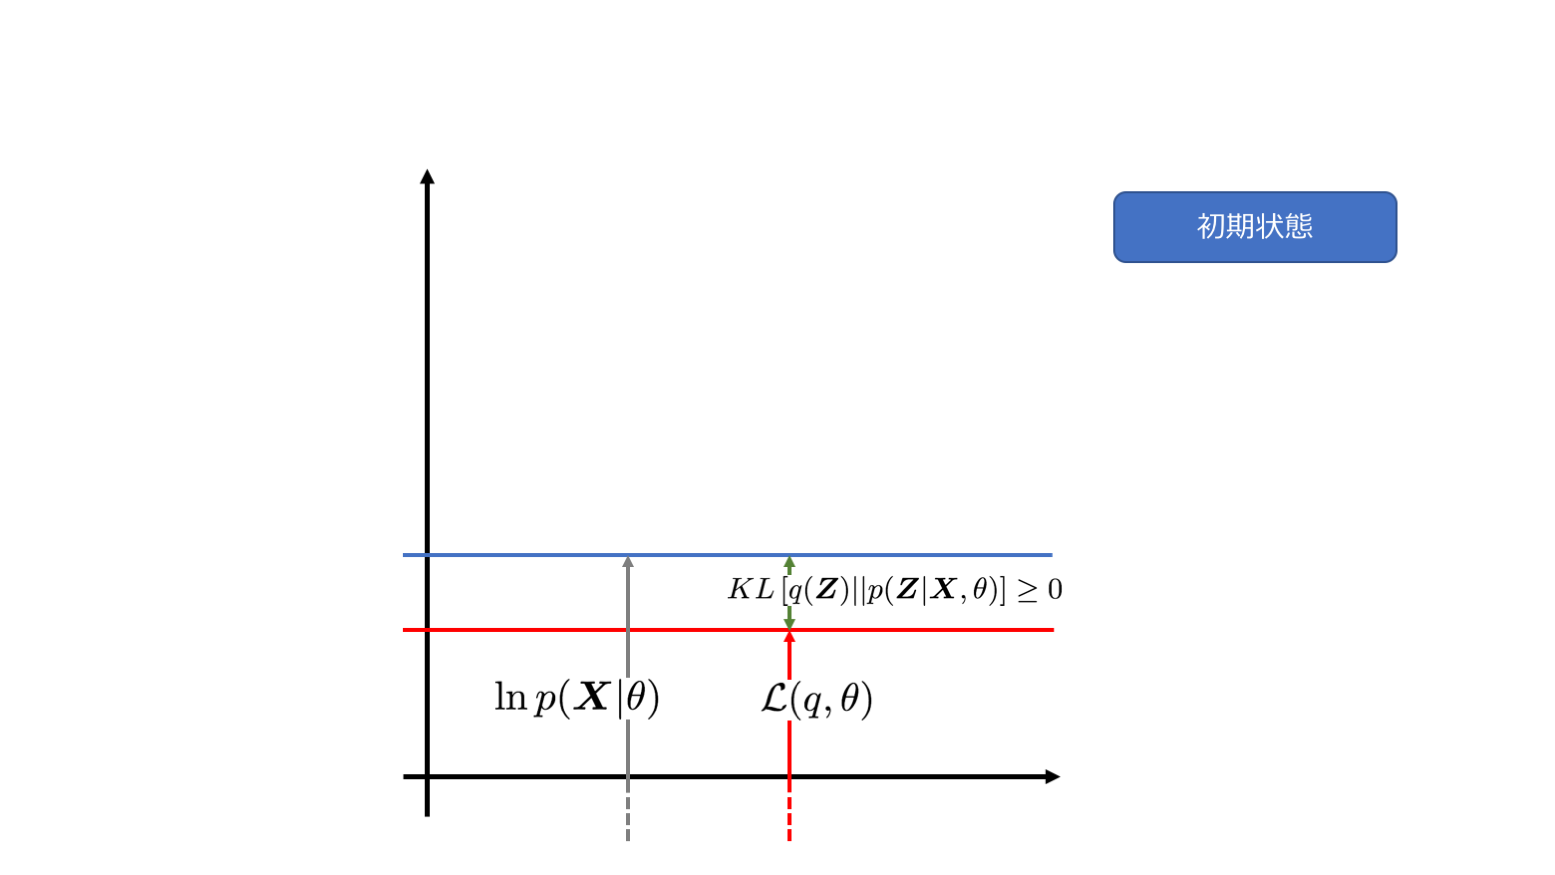 初期状態
KL [q(Z)||p(Z|X, θ)] ≥ 0
ln p(X|θ)
ℒ(q, θ)